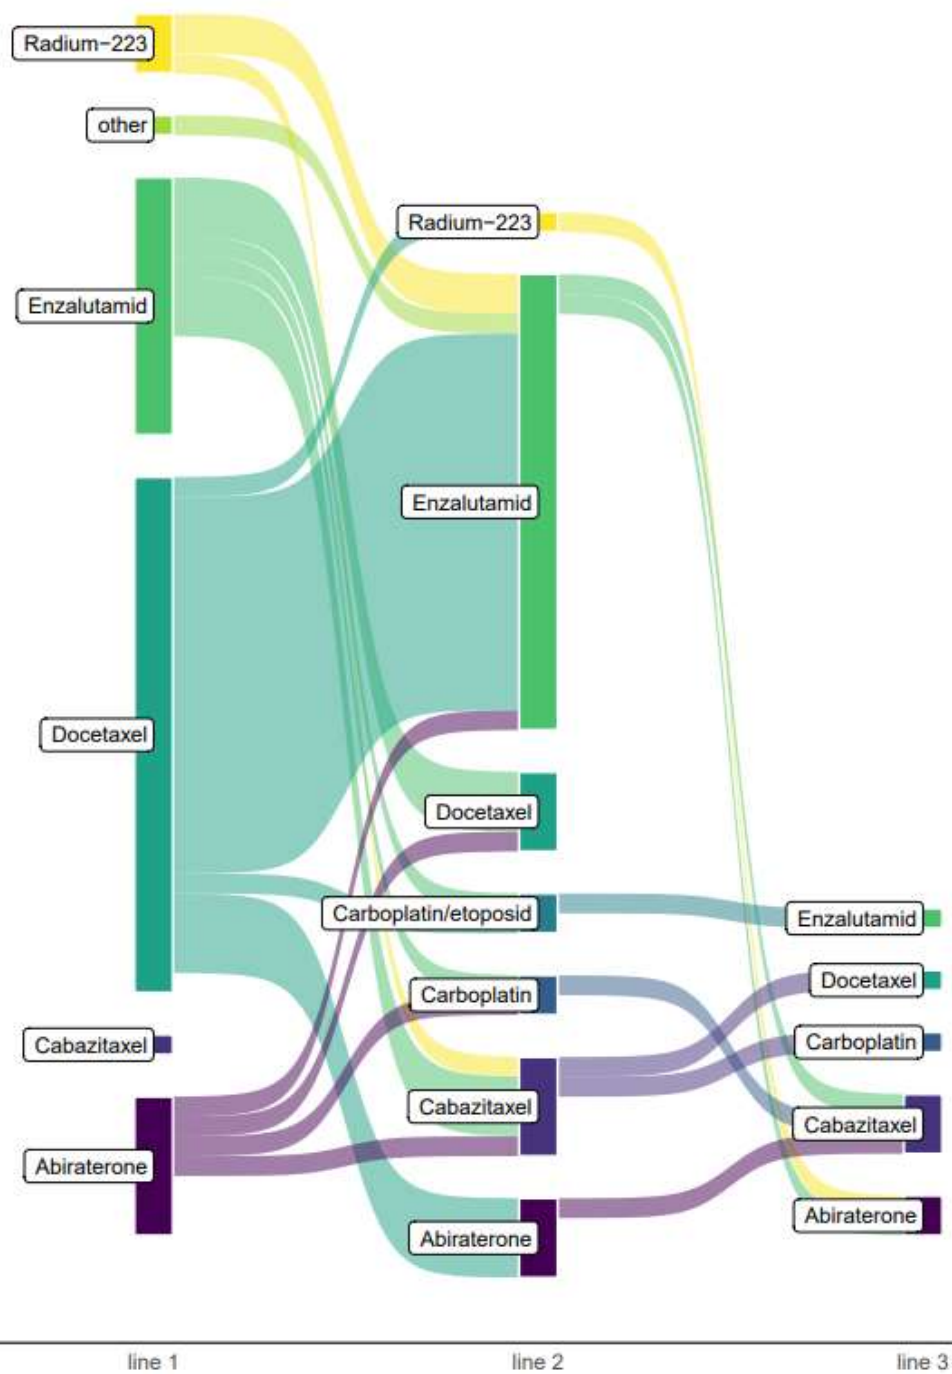 Radium−223
other
Enzalutamid
Docetaxel
Cabazitaxel
Abiraterone
Radium−223
Enzalutamid
Docetaxel
Carboplatin/etoposid
Carboplatin
Cabazitaxel
Abiraterone
Enzalutamid
Docetaxel
Carboplatin
Cabazitaxel
Abiraterone
line 1
line 2
line 3